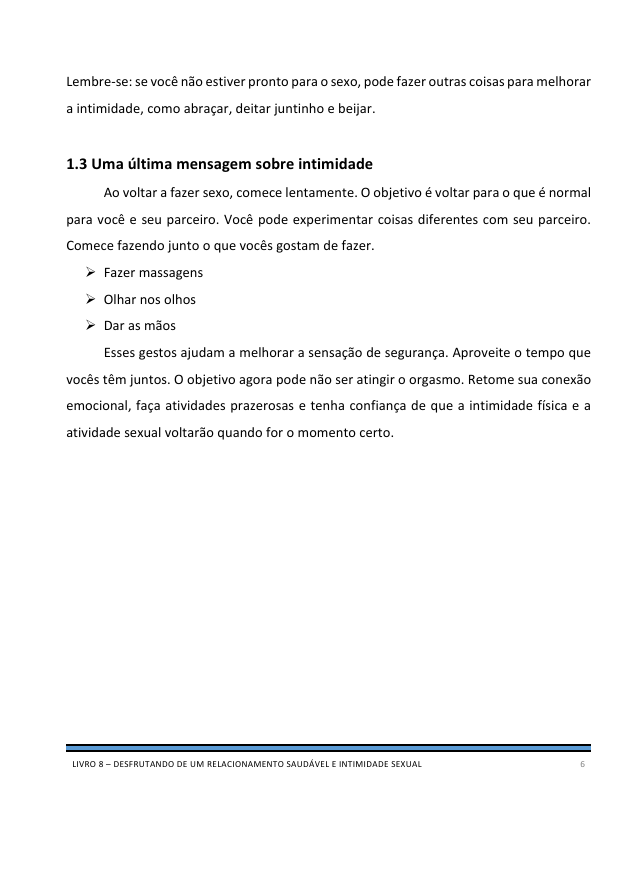 Lembre-se: se você não estiver pronto para o sexo, pode fazer outras coisas para melhorar
a intimidade, como abraçar, deitar juntinho e beijar.
1.3 Uma última mensagem sobre intimidade
Ao voltar a fazer sexo, comece lentamente. O objetivo é voltar para o que é normal
para você e seu parceiro. Você pode experimentar coisas diferentes com seu parceiro.
Comece fazendo junto o que vocês gostam de fazer.
➢ Fazer massagens
➢ Olhar nos olhos
➢ Dar as mãos
Esses gestos ajudam a melhorar a sensação de segurança. Aproveite o tempo que
vocês têm juntos. O objetivo agora pode não ser atingir o orgasmo. Retome sua conexão
emocional, faça atividades prazerosas e tenha confiança de que a intimidade física e a
atividade sexual voltarão quando for o momento certo.
LIVRO 8 – DESFRUTANDO DE UM RELACIONAMENTO SAUDÁVEL E INTIMIDADE SEXUAL 6